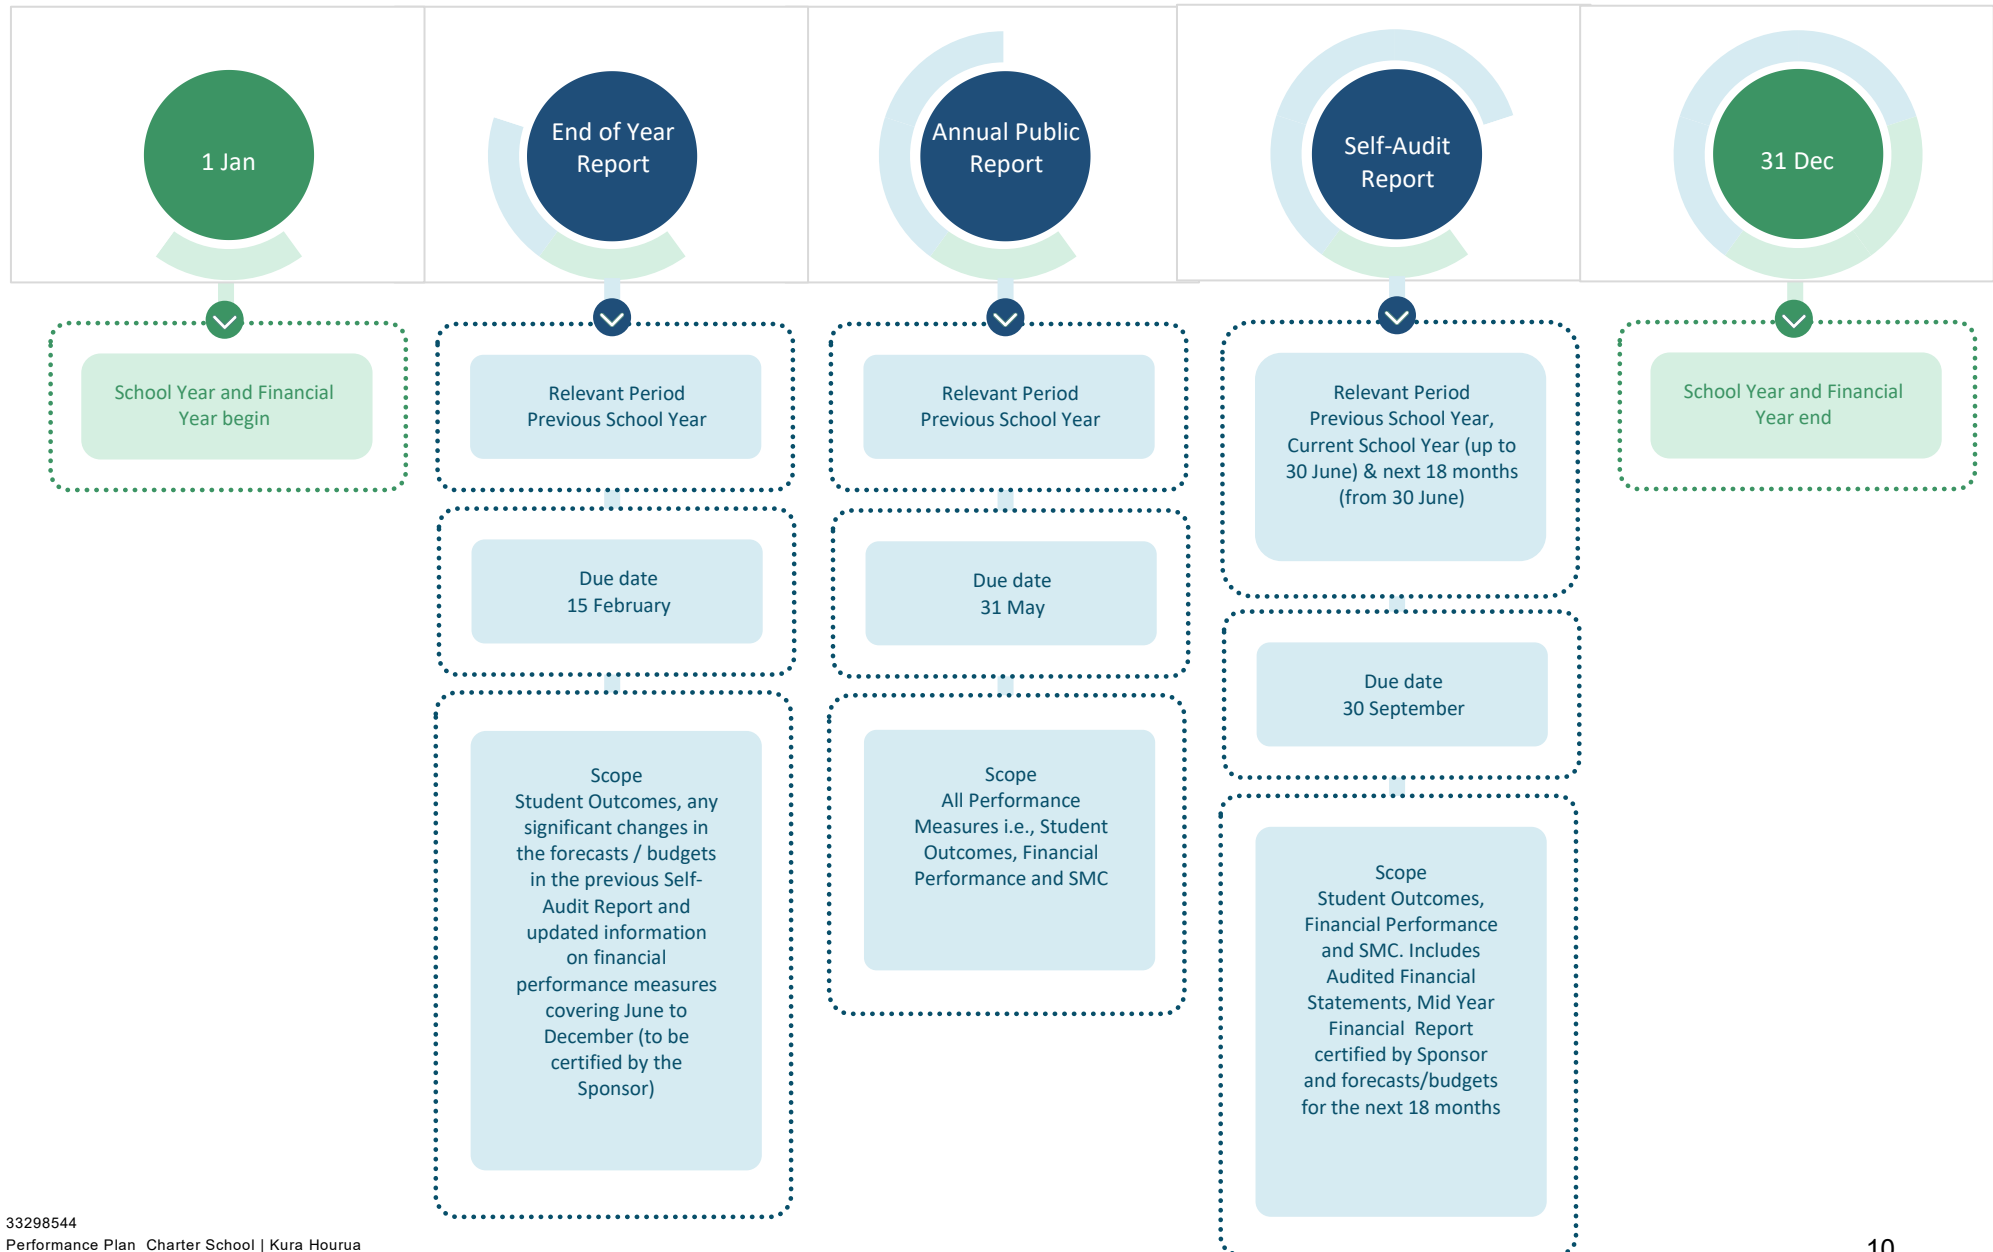 1 Jan
School Year and Financial
Year begin
End of Year
Report
Relevant Period
Previous School Year
Due date
15 February
Scope
Student Outcomes, any
significant changes in
the forecasts / budgets
in the previous Self-
Audit Report and
updated information
on financial
performance measures
covering June to
December (to be
certified by the
Sponsor)
Annual Public
Report
Relevant Period
Previous School Year
Due date
31 May
Scope
All Performance
Measures i.e., Student
Outcomes, Financial
Performance and SMC
Self-Audit
Report
Relevant Period
Previous School Year,
Current School Year (up to
30 June) & next 18 months
(from 30 June)
Due date
30 September
Scope
Student Outcomes,
Financial Performance
and SMC. Includes
Audited Financial
Statements, Mid Year
Financial Report
certified by Sponsor
and forecasts/budgets
for the next 18 months
31 Dec
School Year and Financial
Year end
33298544
Performance Plan Charter School | Kura Hourua
10